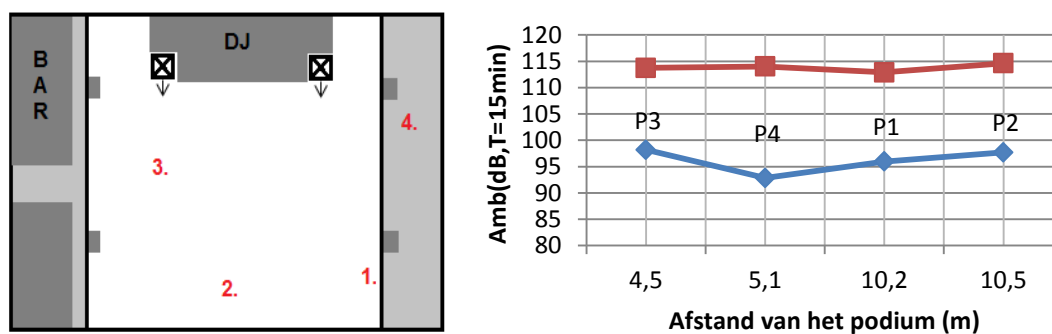 DJ
B
A
R
4.
3.
1.
2.
Amb(dB,T=15min)
120
115
110
105
100
95
90
85
80
P3
P4
P1
P2
4,5
5,1
10,2
10,5
Afstand van het podium (m)